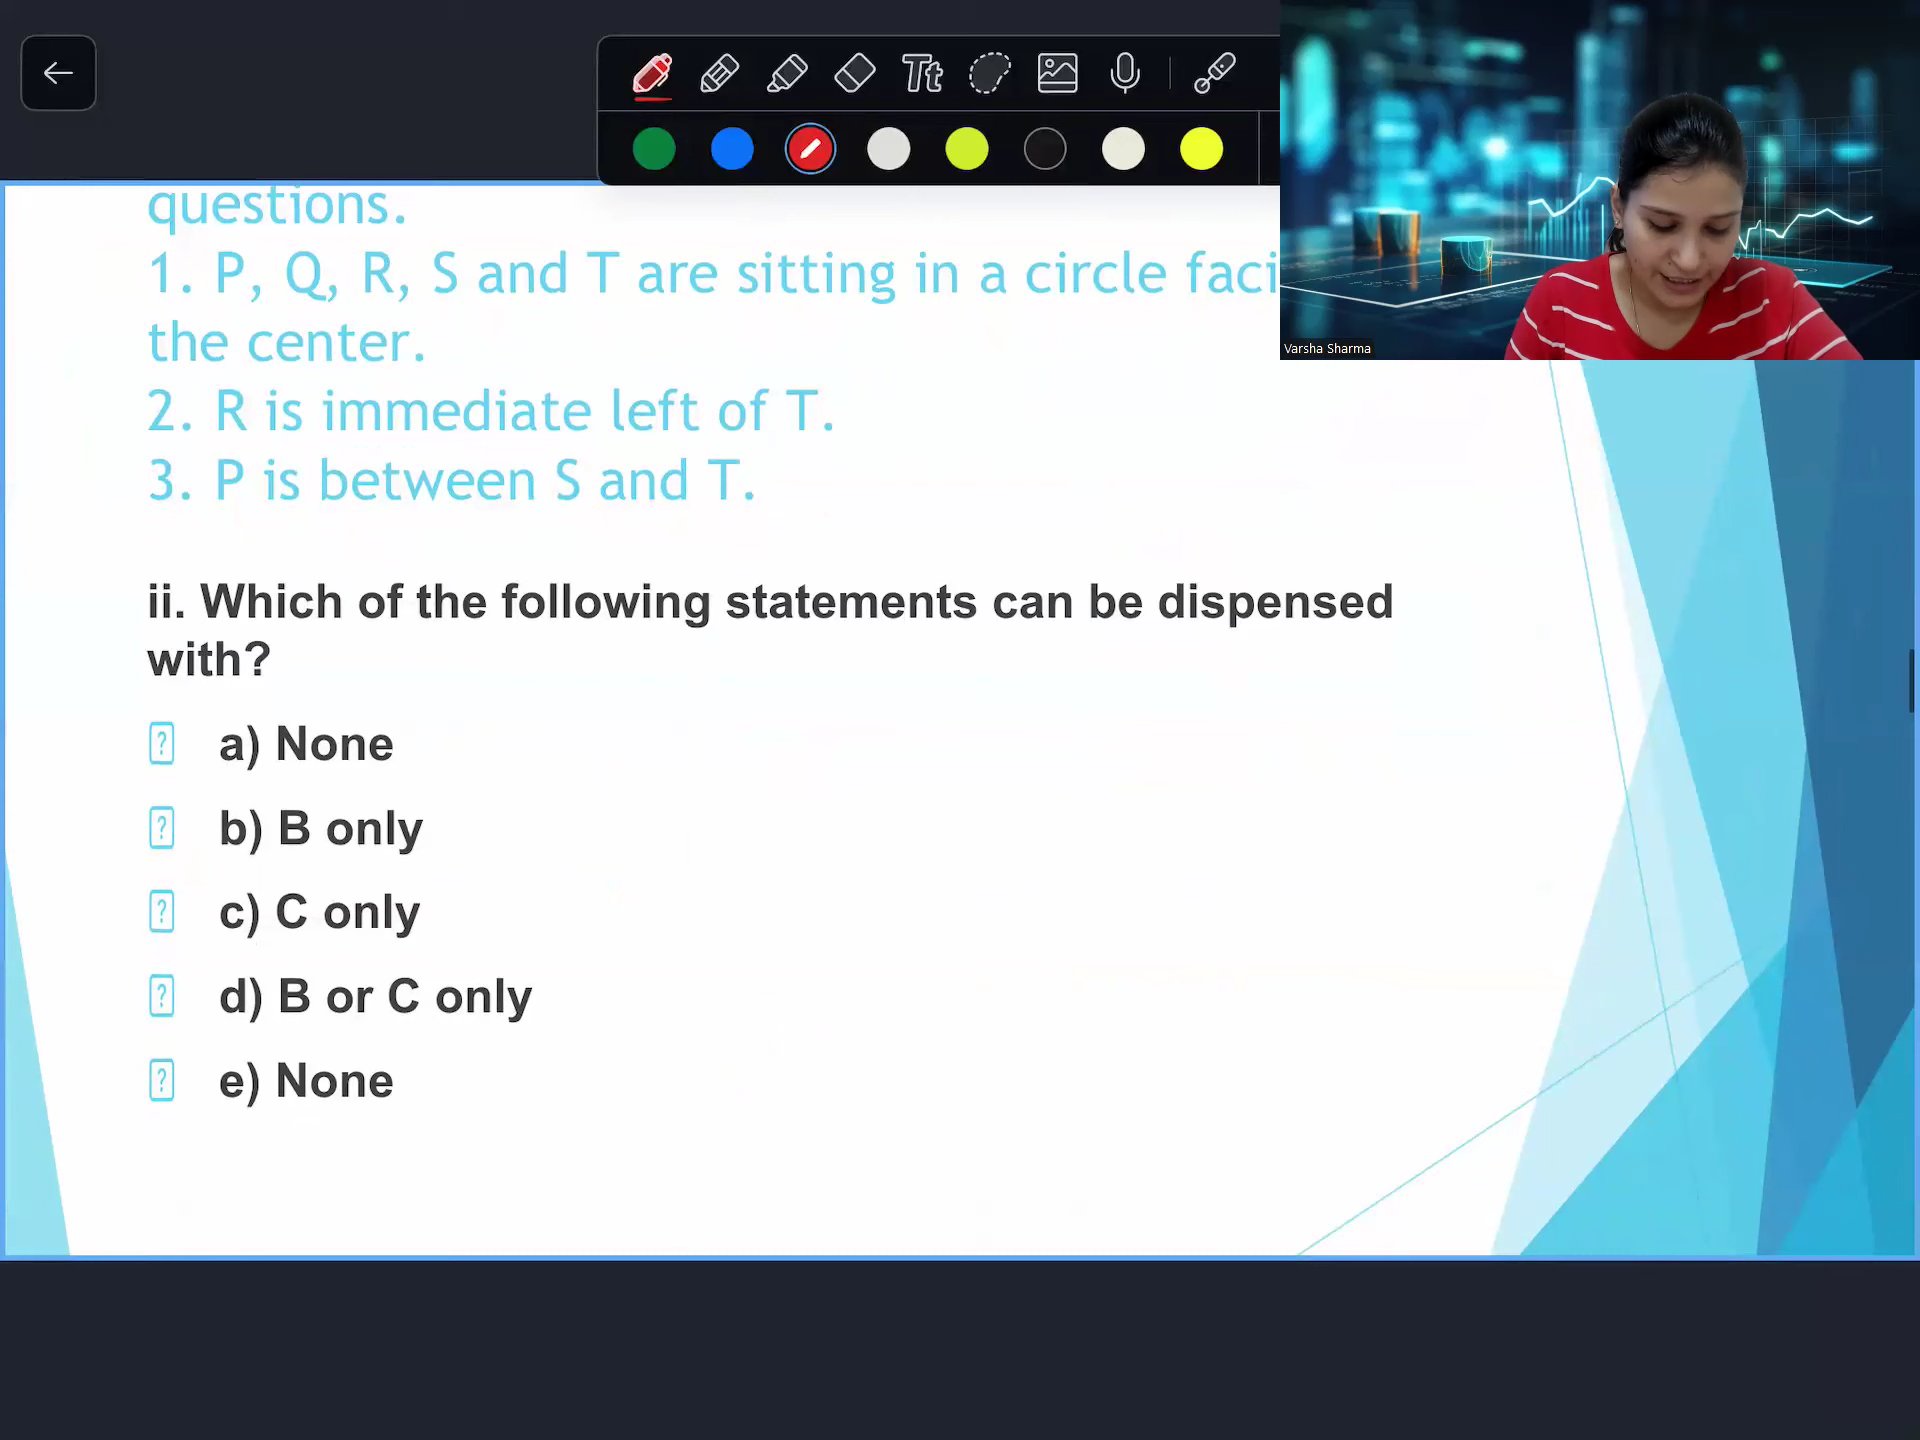 Tt
questions.
1. P, Q, R, S and T are sitting in a circle faci
the center.
2. R is immediate left of T.
3. P is between S and T.
Varsha Sharma
ii. Which of the following statements can be dispensed
with?
a) None
b) B only
c) C only
d) B or C only
e) None